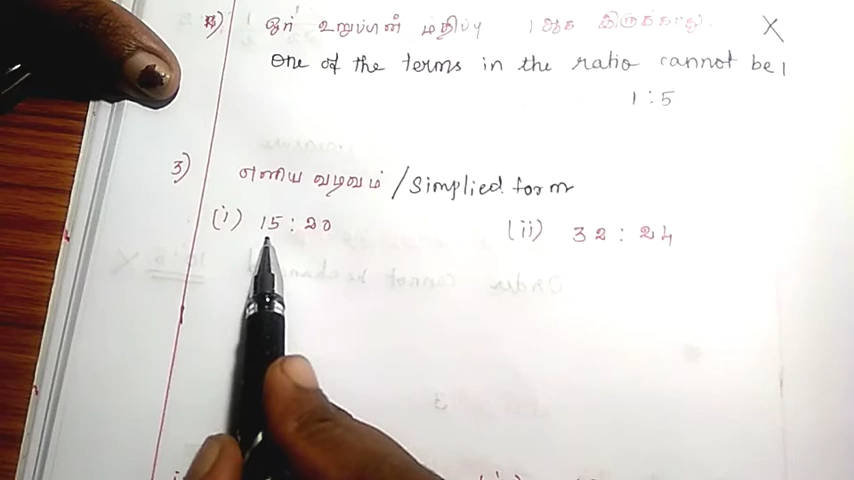 ஓர் உறுப்பின் மதிப்பு 1 ஆக இருக்காது. X
One of the terms in the ratio cannot be 1
1 : 5
3) எளிய வடிவம் / Simplied form
(i) 15 : 20 (ii) 32 : 24